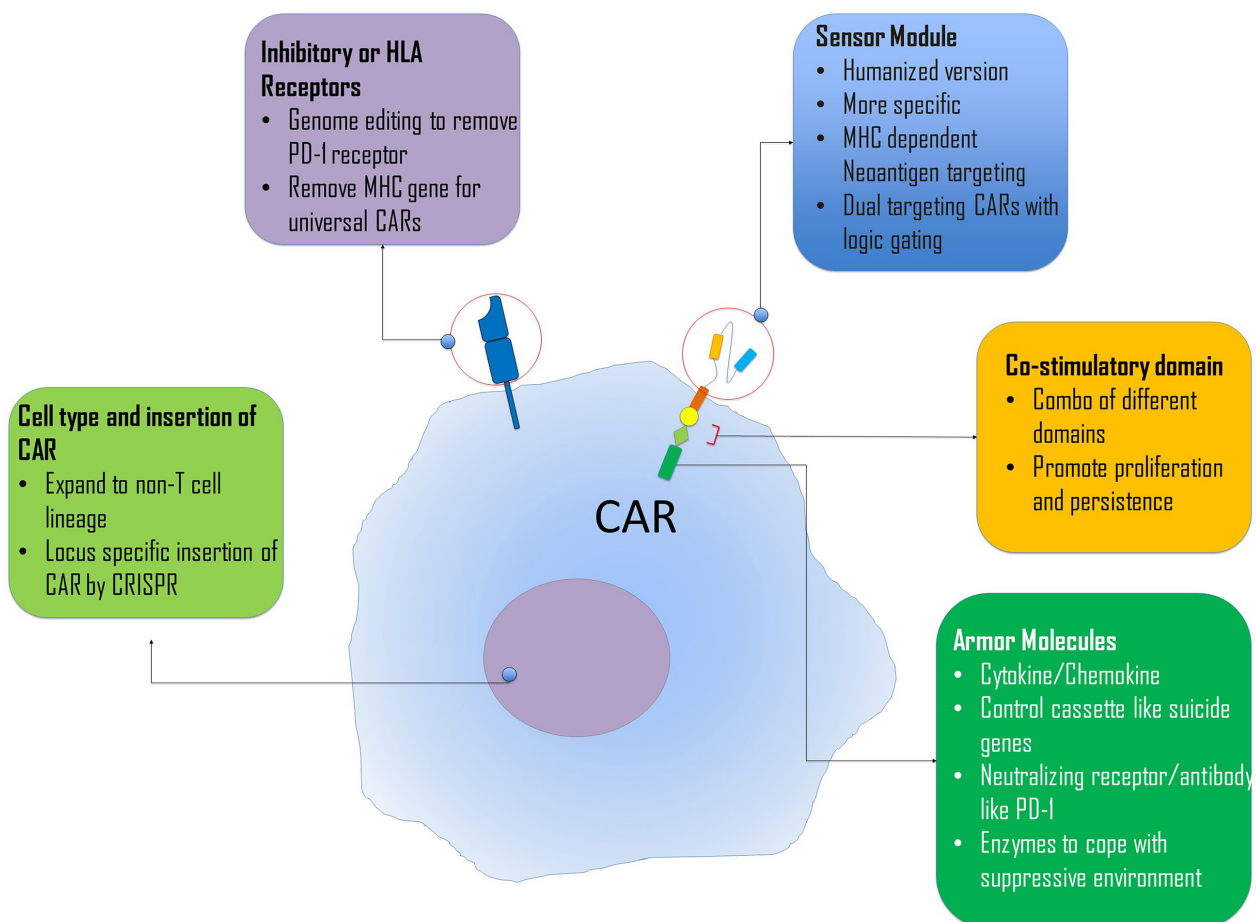 Inhibitory or HLA
Receptors
• Genome editing to remove
PD-1 receptor
• Remove MHC gene for
universal CARs
Sensor Module
• Humanized version
• More specific
• MHC dependent
Neoantigen targeting
• Dual targeting CARs with
logic gating
Cell type and insertion of
CAR
• Expand to non-T cell
lineage
• Locus specific insertion of
CAR by CRISPR
CAR
Co-stimulatory domain
• Combo of different
domains
• Promote proliferation
and persistence
Armor Molecules
• Cytokine/Chemokine
• Control cassette like suicide
genes
• Neutralizing receptor/antibody
like PD-1
• Enzymes to cope with
suppressive environment